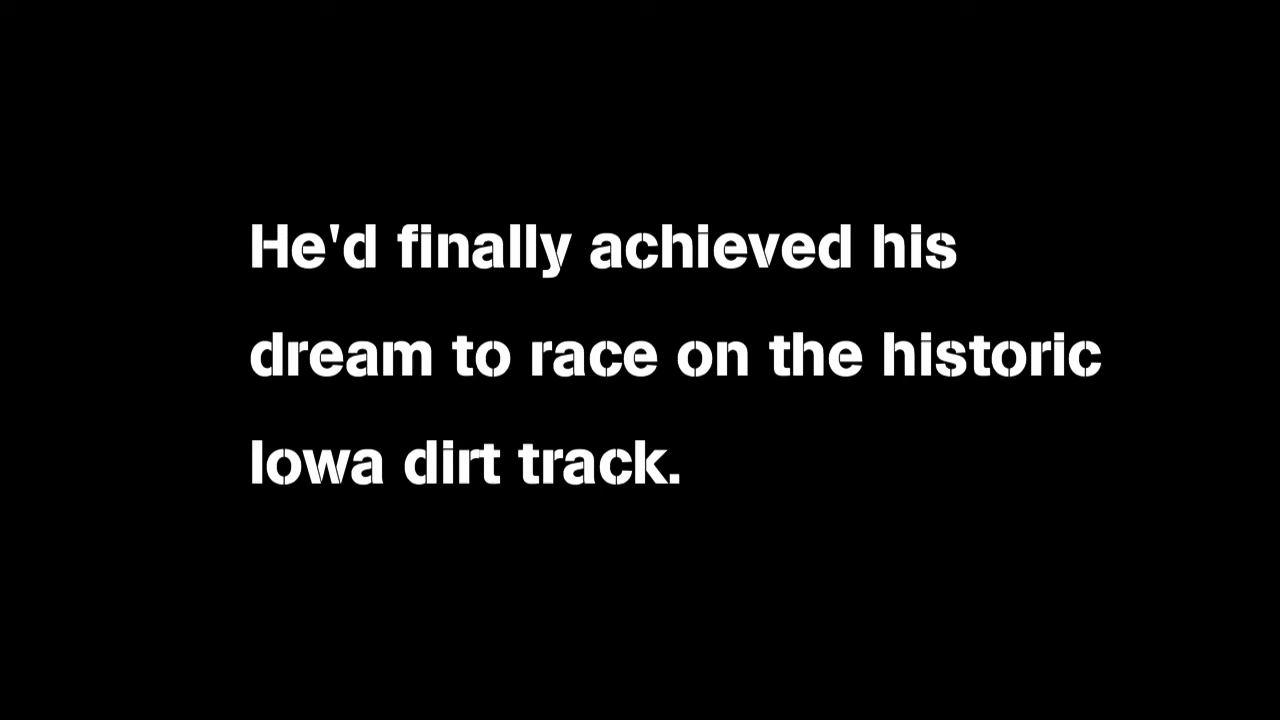 He'd finally achieved his
dream to race on the historic
Iowa dirt track.